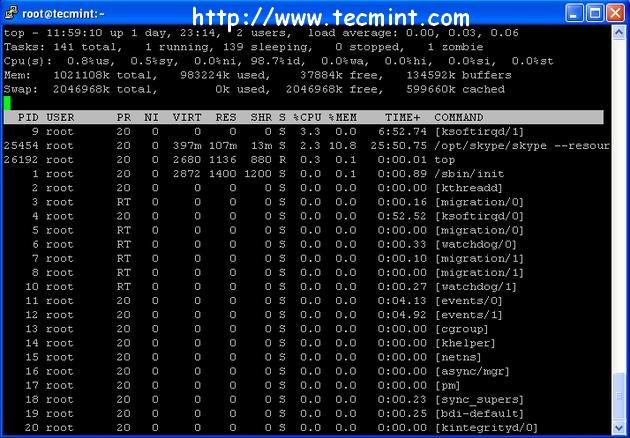 root@tecmint:~
http://www.tecmint.com
top - 11:59:10 up 1 day, 23:14, 2 users, load average: 0.00, 0.03, 0.06
Tasks: 141 total, 1 running, 139 sleeping, 0 stopped, 1 zombie
Cpu(s): 0.8%us, 0.5%sy, 0.0%ni, 98.7%id, 0.0%wa, 0.0%hi, 0.0%si, 0.0%st
Mem: 1021108k total, 983224k used, 37884k free, 134592k buffers
Swap: 2046968k total, 0k used, 2046968k free, 599660k cached
PID USER PR NI VIRT RES SHR S %CPU %MEM TIME+ COMMAND
9 root 20 0 0 0 0 S 3.3 0.0 6:52.74 [ksoftirqd/1]
25454 root 20 0 397m 107m 13m S 2.3 10.8 25:50.75 /opt/skype/skype --resour
26192 root 20 0 2680 1136 880 R 0.3 0.1 0:00.01 top
1 root 20 0 2872 1400 1200 S 0.0 0.1 0:00.89 /sbin/init
2 root 20 0 0 0 0 S 0.0 0.0 0:00.00 [kthreadd]
3 root RT 0 0 0 0 S 0.0 0.0 0:00.16 [migration/0]
4 root 20 0 0 0 0 S 0.0 0.0 0:52.52 [ksoftirqd/0]
5 root RT 0 0 0 0 S 0.0 0.0 0:00.00 [migration/0]
6 root RT 0 0 0 0 S 0.0 0.0 0:00.33 [watchdog/0]
7 root RT 0 0 0 0 S 0.0 0.0 0:00.10 [migration/1]
8 root RT 0 0 0 0 S 0.0 0.0 0:00.00 [migration/1]
10 root RT 0 0 0 0 S 0.0 0.0 0:00.27 [watchdog/1]
11 root 20 0 0 0 0 S 0.0 0.0 0:04.13 [events/0]
12 root 20 0 0 0 0 S 0.0 0.0 0:04.92 [events/1]
13 root 20 0 0 0 0 S 0.0 0.0 0:00.00 [cgroup]
14 root 20 0 0 0 0 S 0.0 0.0 0:00.00 [khelper]
15 root 20 0 0 0 0 S 0.0 0.0 0:00.00 [netns]
16 root 20 0 0 0 0 S 0.0 0.0 0:00.00 [async/mgr]
17 root 20 0 0 0 0 S 0.0 0.0 0:00.00 [pm]
18 root 20 0 0 0 0 S 0.0 0.0 0:00.23 [sync_supers]
19 root 20 0 0 0 0 S 0.0 0.0 0:00.25 [bdi-default]
20 root 20 0 0 0 0 S 0.0 0.0 0:00.00 [kintegrityd/0]